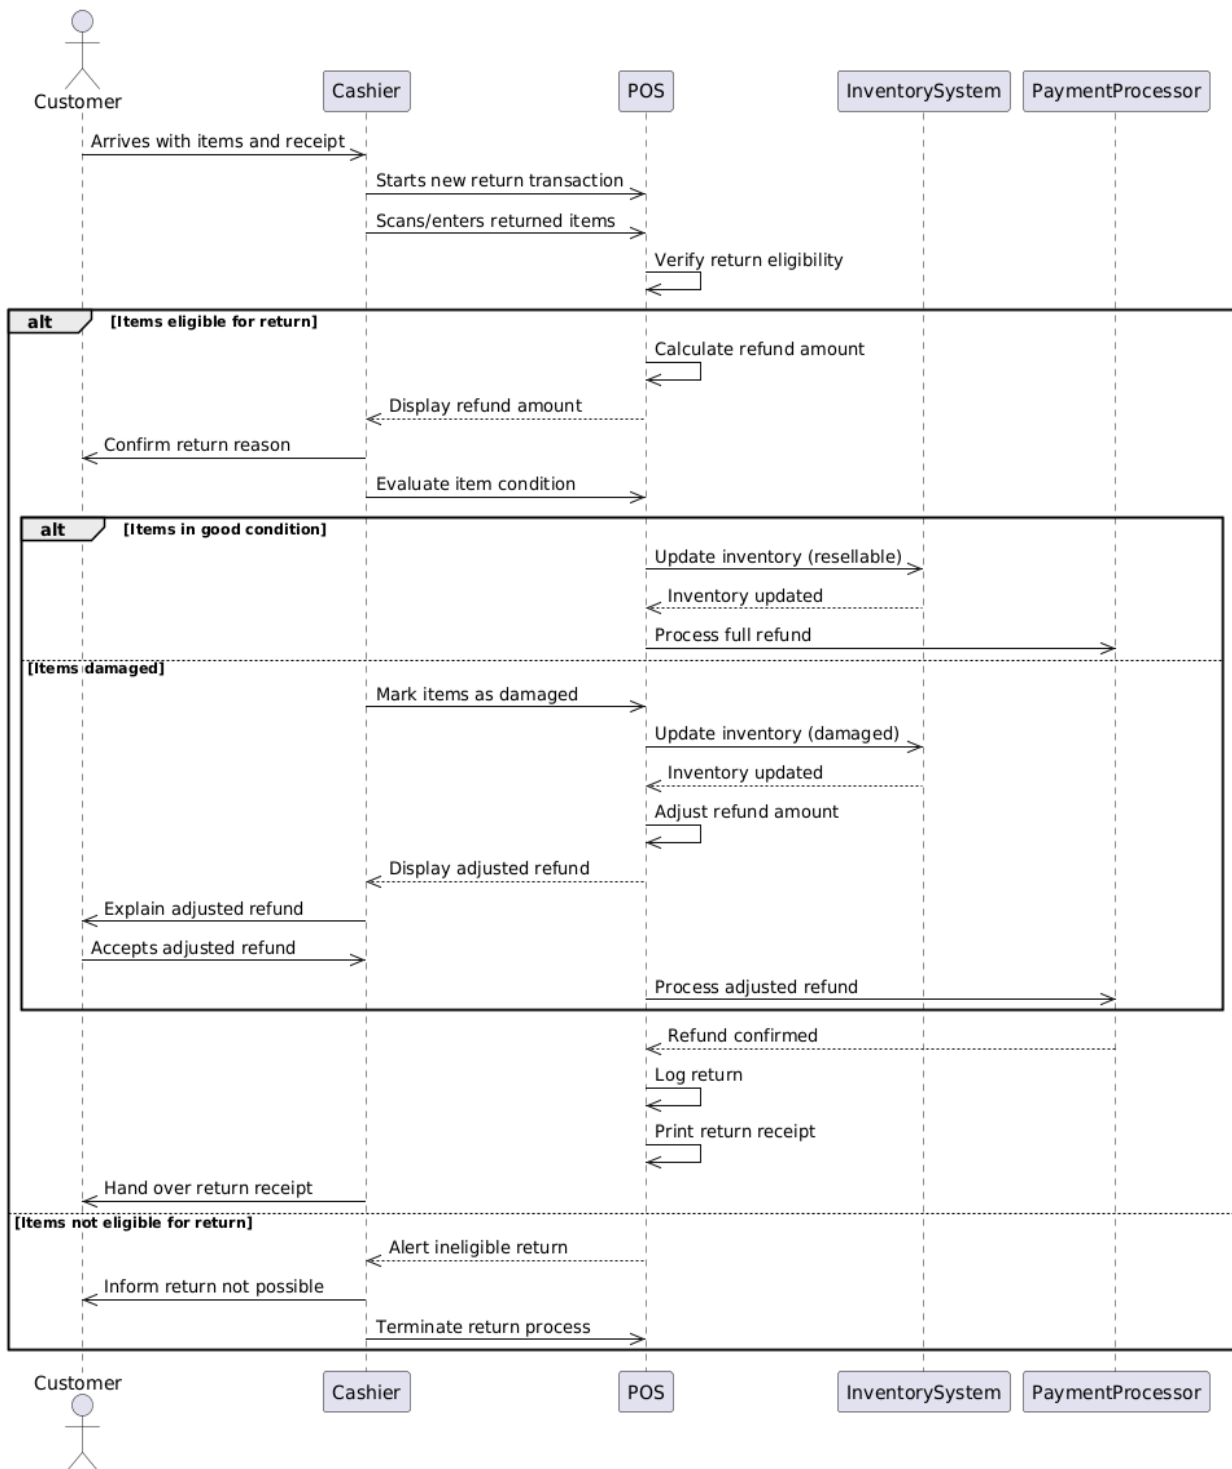 Customer
Cashier
POS
InventorySystem
PaymentProcessor
Arrives with items and receipt
Starts new return transaction
Scans/enters returned items
Verify return eligibility
alt
[Items eligible for return]
Calculate refund amount
Display refund amount
Confirm return reason
Evaluate item condition
alt
[Items in good condition]
Update inventory (resellable)
Inventory updated
Process full refund
[Items damaged]
Mark items as damaged
Update inventory (damaged)
Inventory updated
Adjust refund amount
Display adjusted refund
Explain adjusted refund
Accepts adjusted refund
Process adjusted refund
Refund confirmed
Log return
Print return receipt
Hand over return receipt
[Items not eligible for return]
Alert ineligible return
Inform return not possible
Terminate return process
Customer
Cashier
POS
InventorySystem
PaymentProcessor